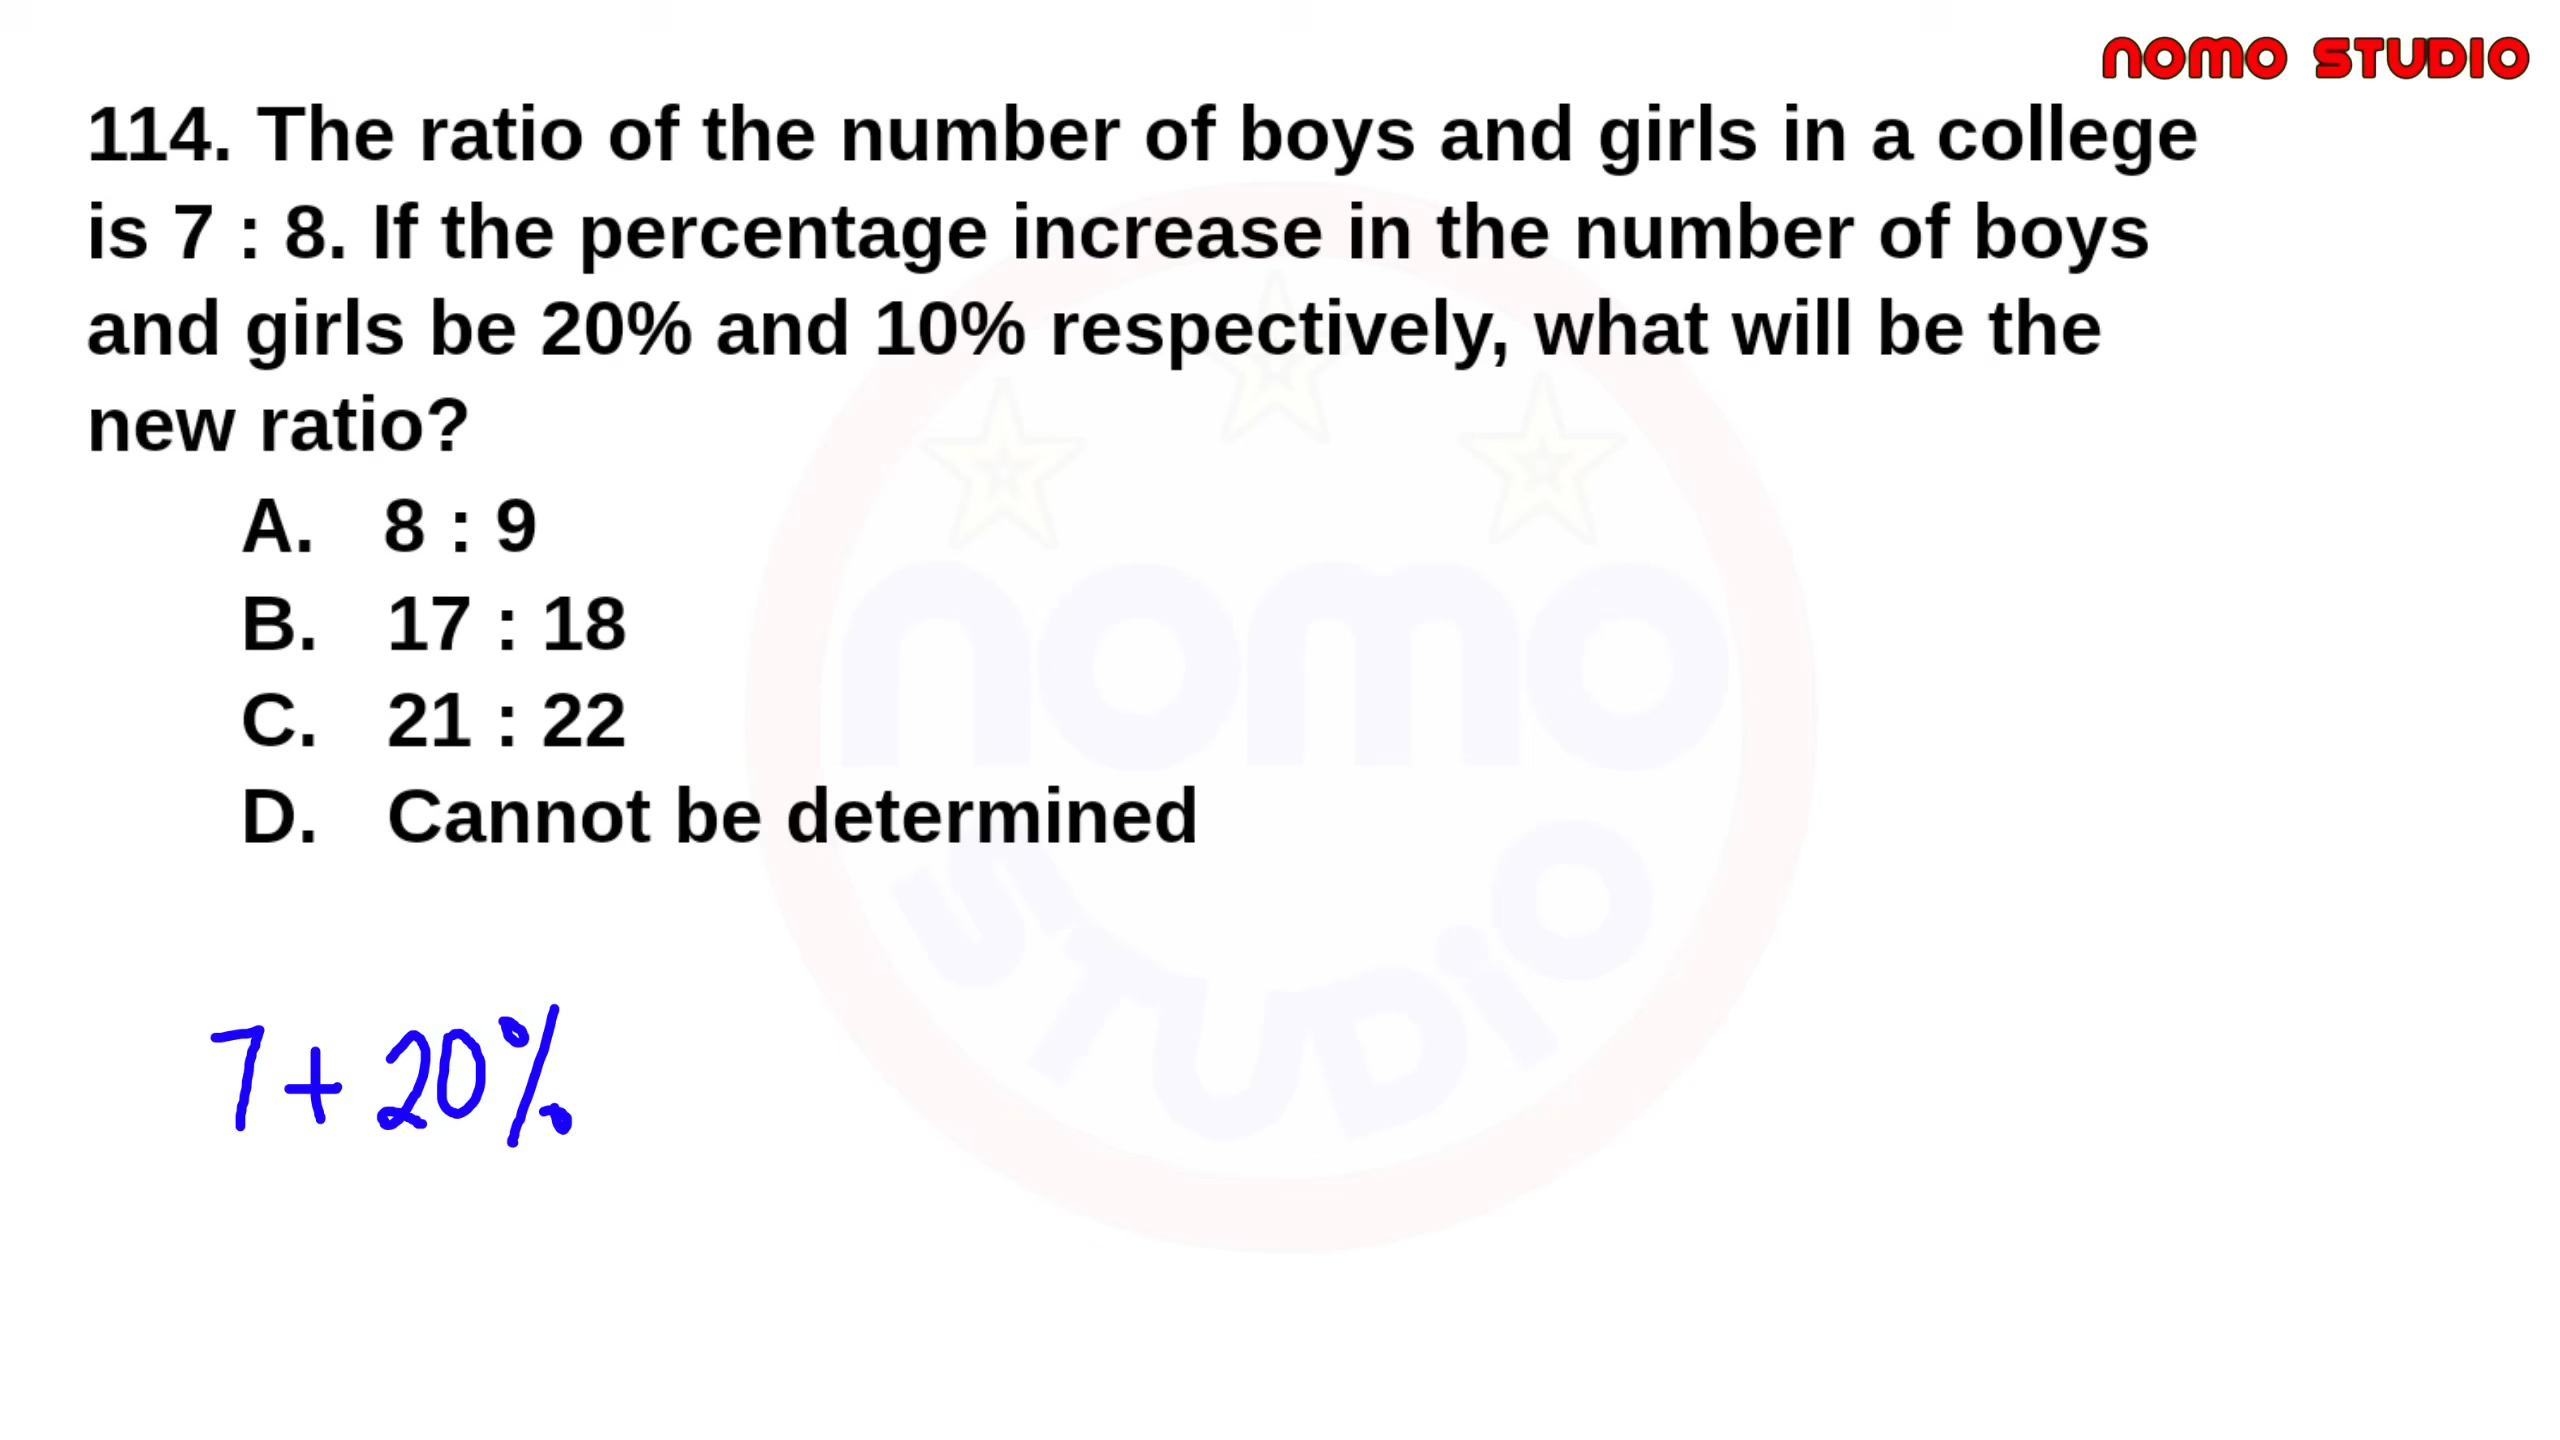 NOMO STUDIO
114. The ratio of the number of boys and girls in a college
is 7 : 8. If the percentage increase in the number of boys
and girls be 20% and 10% respectively, what will be the
new ratio?
A. 8 : 9
B. 17 : 18
C. 21 : 22
D. Cannot be determined
nomo
STUDiO
7+ 20%